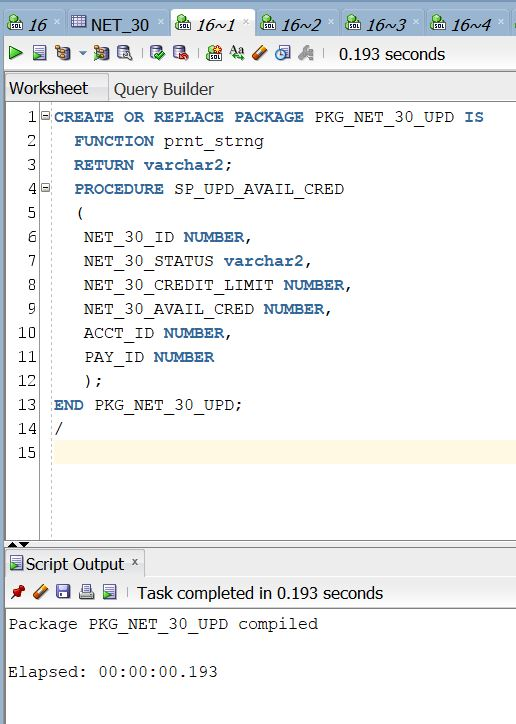 16 NET_30 16~1 16~2 16~3 16~4
0.193 seconds
Worksheet Query Builder
1 CREATE OR REPLACE PACKAGE PKG_NET_30_UPD IS
2 FUNCTION prnt_strng
3 RETURN varchar2;
4 PROCEDURE SP_UPD_AVAIL_CRED
5 (
6 NET_30_ID NUMBER,
7 NET_30_STATUS varchar2,
8 NET_30_CREDIT_LIMIT NUMBER,
9 NET_30_AVAIL_CRED NUMBER,
10 ACCT_ID NUMBER,
11 PAY_ID NUMBER
12 );
13 END PKG_NET_30_UPD;
14 /
15
Script Output x
Task completed in 0.193 seconds
Package PKG_NET_30_UPD compiled
Elapsed: 00:00:00.193